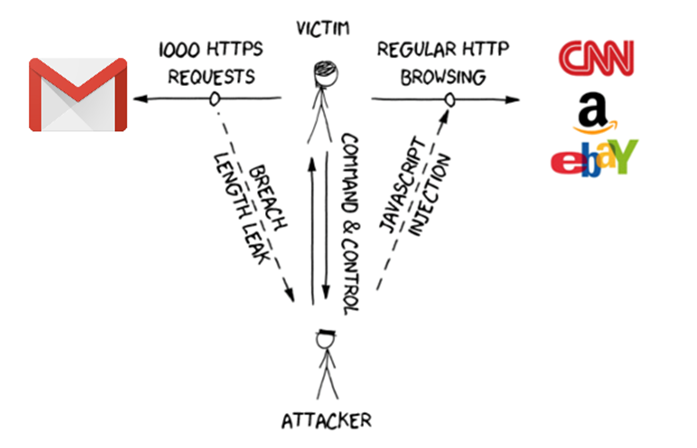 VICTIM
1000 HTTPS
REQUESTS
REGULAR HTTP
BROWSING
CNN
a
ebaY
BREACH
LENGTH LEAK
COMMAND & CONTROL
JAVASCRIPT
INJECTION
ATTACKER